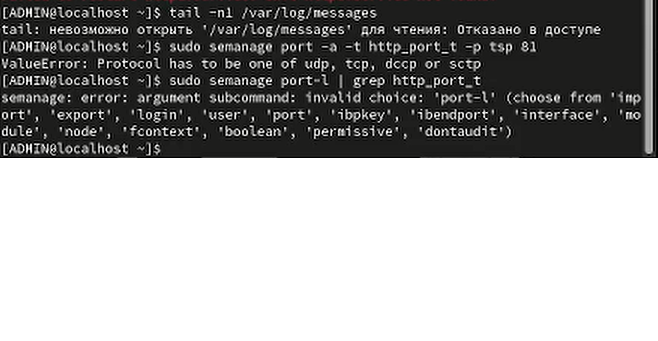 [ADMIN@localhost ~]$ tail -n1 /var/log/messages
tail: невозможно открыть '/var/log/messages' для чтения: Отказано в доступе
[ADMIN@localhost ~]$ sudo semanage port -a -t http_port_t -p tsp 81
ValueError: Protocol has to be one of udp, tcp, dccp or sctp
[ADMIN@localhost ~]$ sudo semanage port-l | grep http_port_t
semanage: error: argument subcommand: invalid choice: 'port-l' (choose from 'imp
ort', 'export', 'login', 'user', 'port', 'ibpkey', 'ibendport', 'interface', 'mo
dule', 'node', 'fcontext', 'boolean', 'permissive', 'dontaudit')
[ADMIN@localhost ~]$